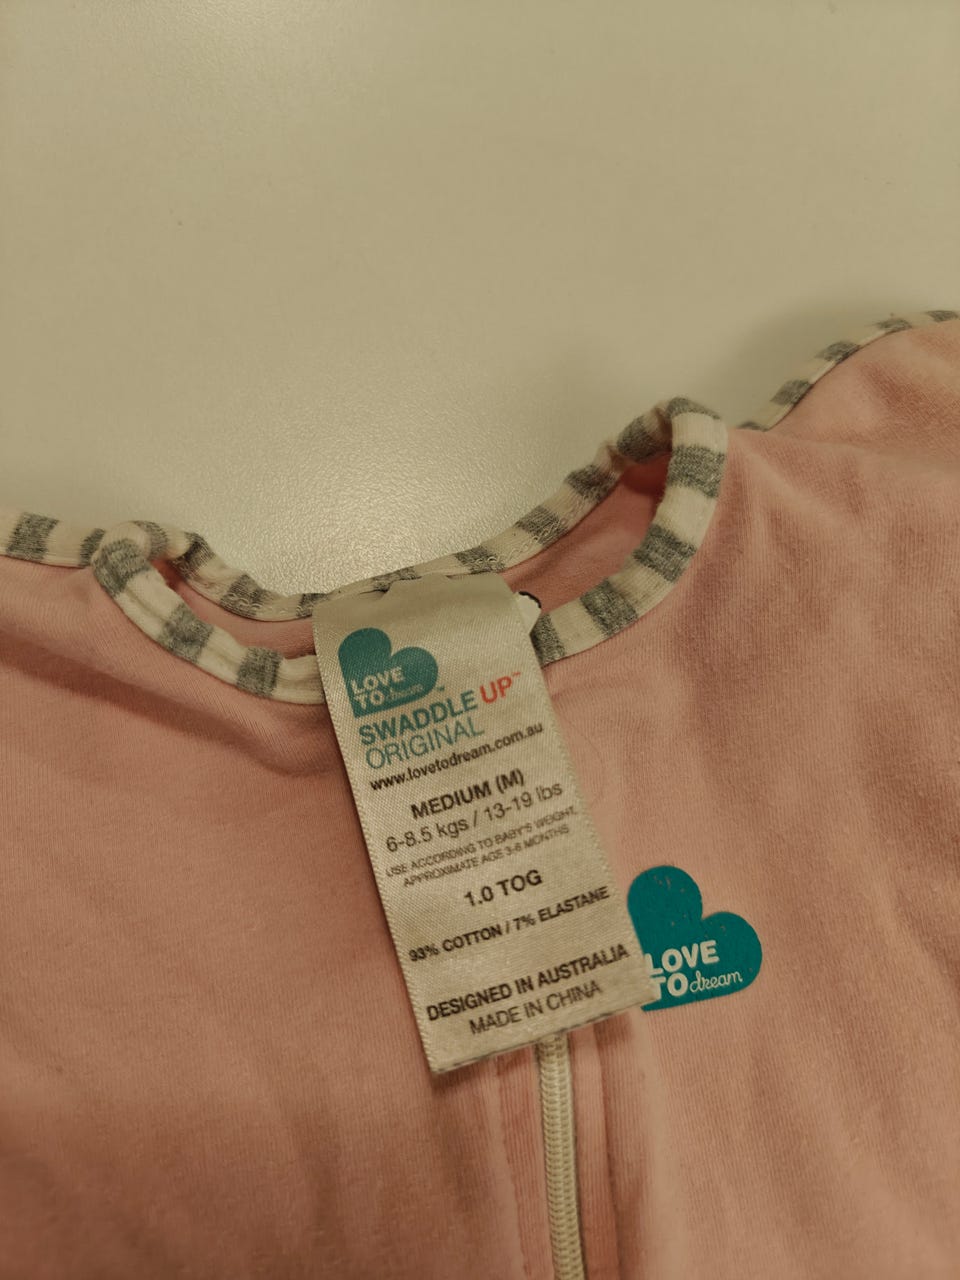 LOVE
TO dream™
SWADDLE UP™
ORIGINAL
www.lovetodream.com.au
MEDIUM (M)
6-8.5 kgs / 13-19 lbs
USE ACCORDING TO BABY'S WEIGHT,
APPROXIMATE AGE 3-6 MONTHS
1.0 TOG
93% COTTON / 7% ELASTANE
DESIGNED IN AUSTRALIA
MADE IN CHINA
LOVE
TO dream